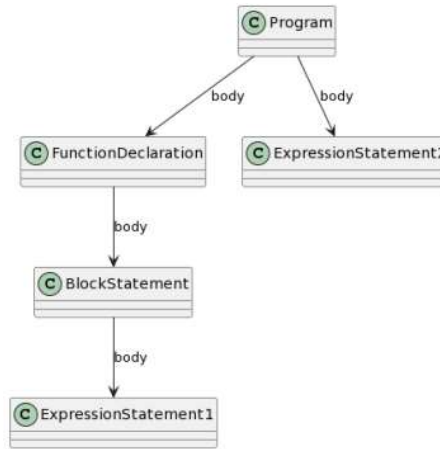 C Program
body
body
C FunctionDeclaration
C ExpressionStatement2
body
C BlockStatement
body
C ExpressionStatement1